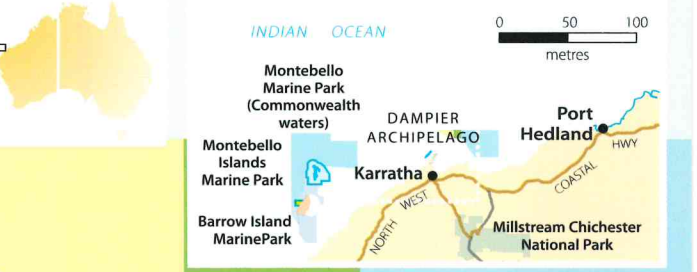 INDIAN OCEAN
0 50 100
metres
Montebello
Marine Park
(Commonwealth
waters)
DAMPIER
ARCHIPELAGO
Port
Hedland
HWY
Montebello
Islands
Marine Park
Karratha
COASTAL
WEST
NORTH
Barrow Island
MarinePark
Millstream Chichester
National Park